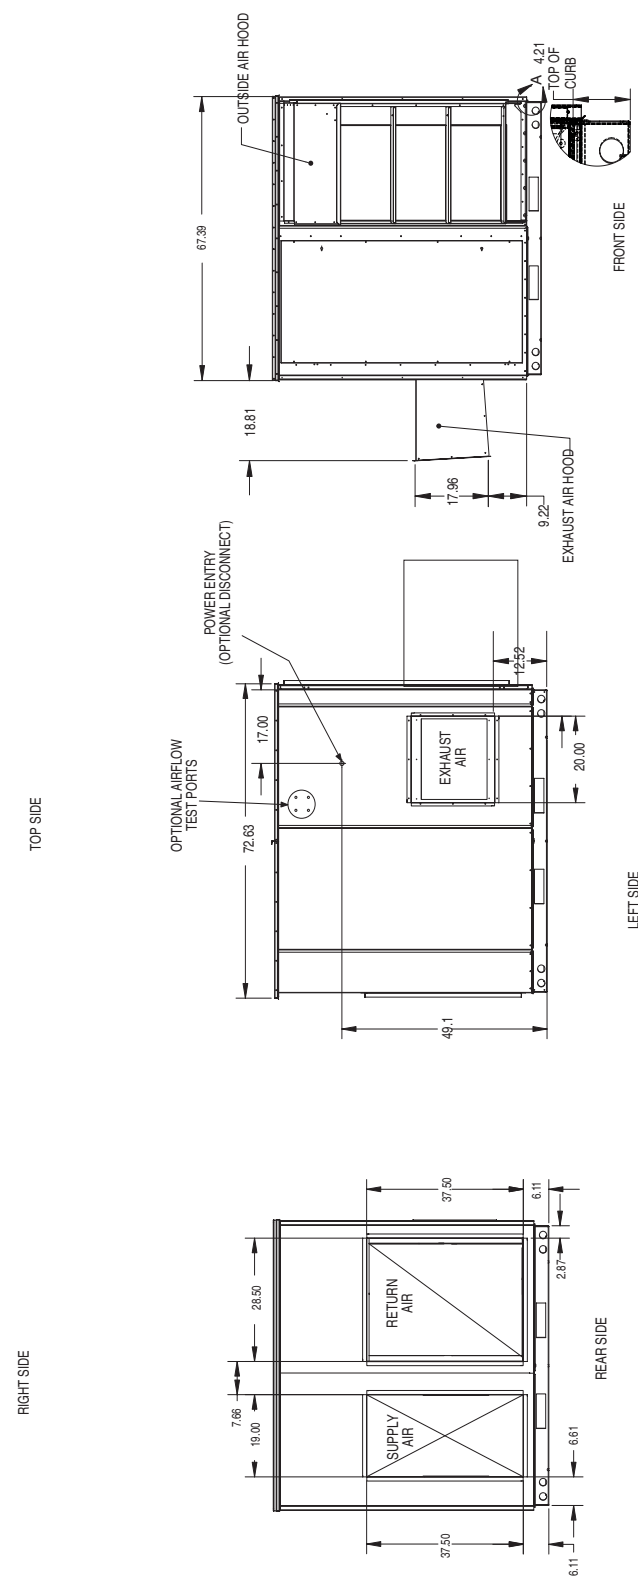 TOP SIDE
RIGHT SIDE
OUTSIDE AIR HOOD
67.39
18.81
17.96
9.22
EXHAUST AIR HOOD
A
4.21
TOP OF
CURB
FRONT SIDE
POWER ENTRY
(OPTIONAL DISCONNECT)
17.00
OPTIONAL AIRFLOW
TEST PORTS
72.63
49.1
EXHAUST
AIR
12.52
20.00
LEFT SIDE
28.50
7.66
19.00
RETURN
AIR
SUPPLY
AIR
37.50
6.11
2.87
REAR SIDE
6.61
37.50
6.11